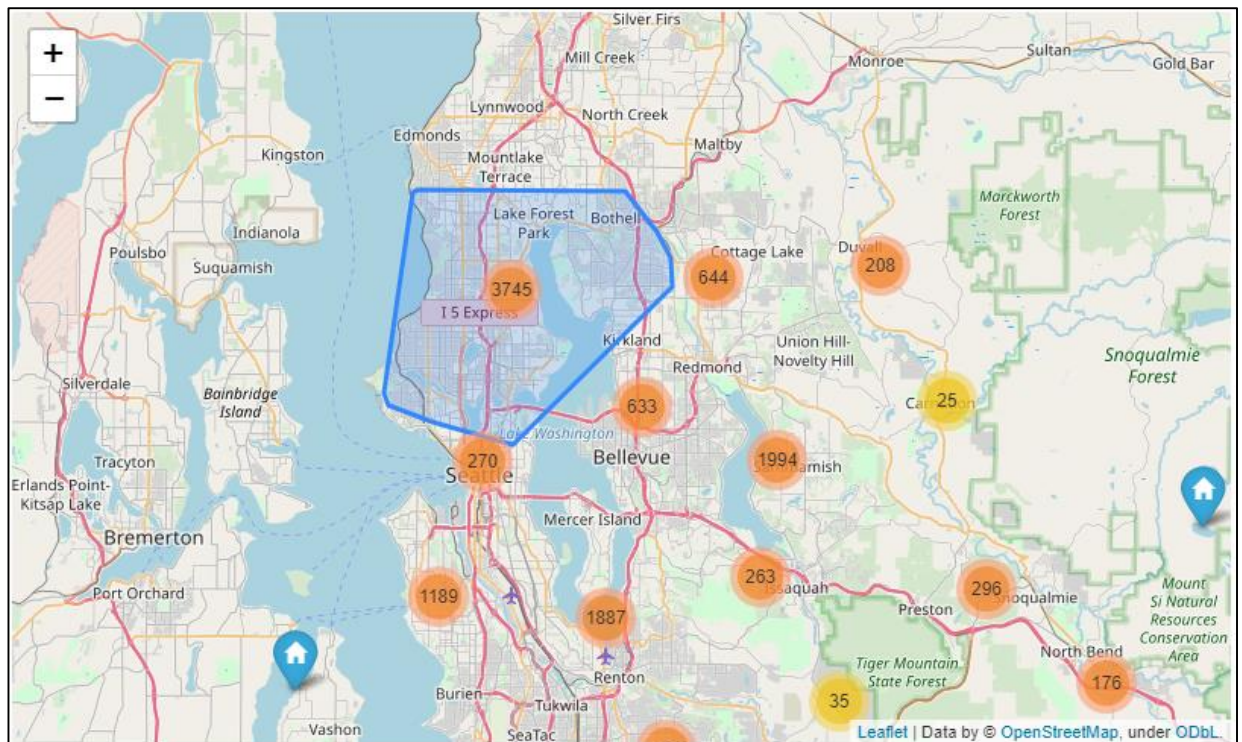 +
−
Silver Firs
Mill Creek
Sultan
Monroe
Gold Bar
Lynnwood
North Creek
Edmonds
Maltby
Kingston
Mountlake
Terrace
Marckworth
Forest
Lake Forest
Park
Bothell
Indianola
Poulsbo
Suquamish
Cottage Lake
Duvall
208
644
3745
I 5 Express
Kirkland
Union Hill-
Novelty Hill
Redmond
Snoqualmie
Forest
Silverdale
Bainbridge
Island
633
25
Lake Washington
Tracyton
270
Seattle
Bellevue
1994
Erlands Point-
Kitsap Lake
Mercer Island
Bremerton
Port Orchard
1189
1887
263
Issaquah
296
Snoqualmie
Preston
Mount
Si Natural
Resources
Conservation
Area
North Bend
176
Tiger Mountain
State Forest
Renton
Burien
Tukwila
35
Vashon
SeaTac
Leaflet | Data by © OpenStreetMap, under ODbL.